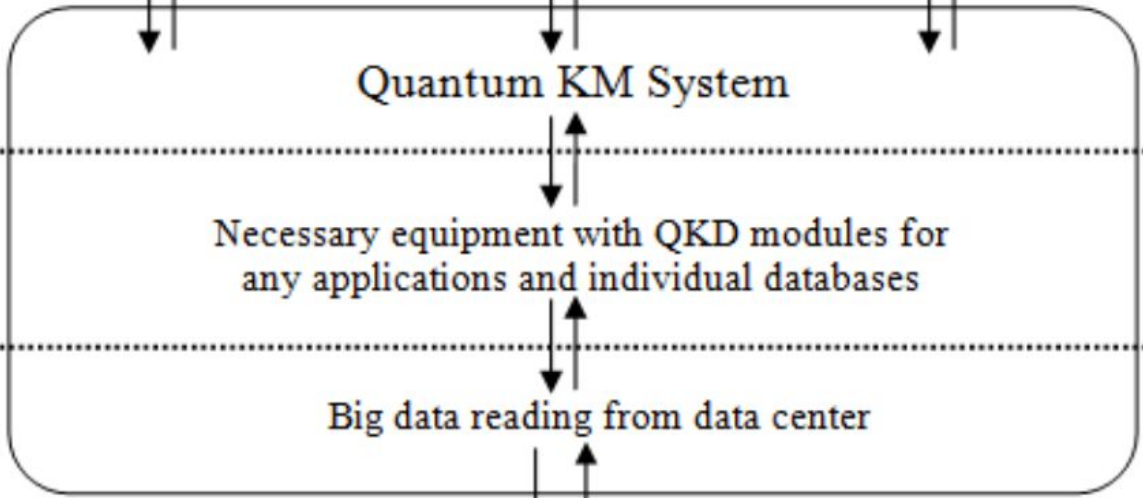 Quantum KM System
Necessary equipment with QKD modules for
any applications and individual databases
Big data reading from data center